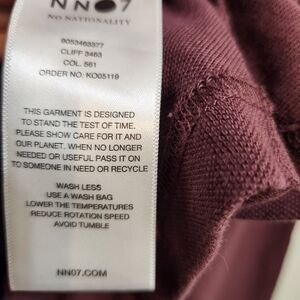 NN07
NO NATIONALITY
9053463377
CLIFF 3463
COL. 561
ORDER NO. KO05119
THIS GARMENT IS DESIGNED
TO STAND THE TEST OF TIME.
PLEASE SHOW CARE FOR IT AND
OUR PLANET. WHEN NO LONGER
NEEDED OR USEFUL PASS IT ON
TO SOMEONE IN NEED OR RECYCLE
WASH LESS
USE A WASH BAG
LOWER THE TEMPERATURES
REDUCE ROTATION SPEED
AVOID TUMBLE
NN07.COM